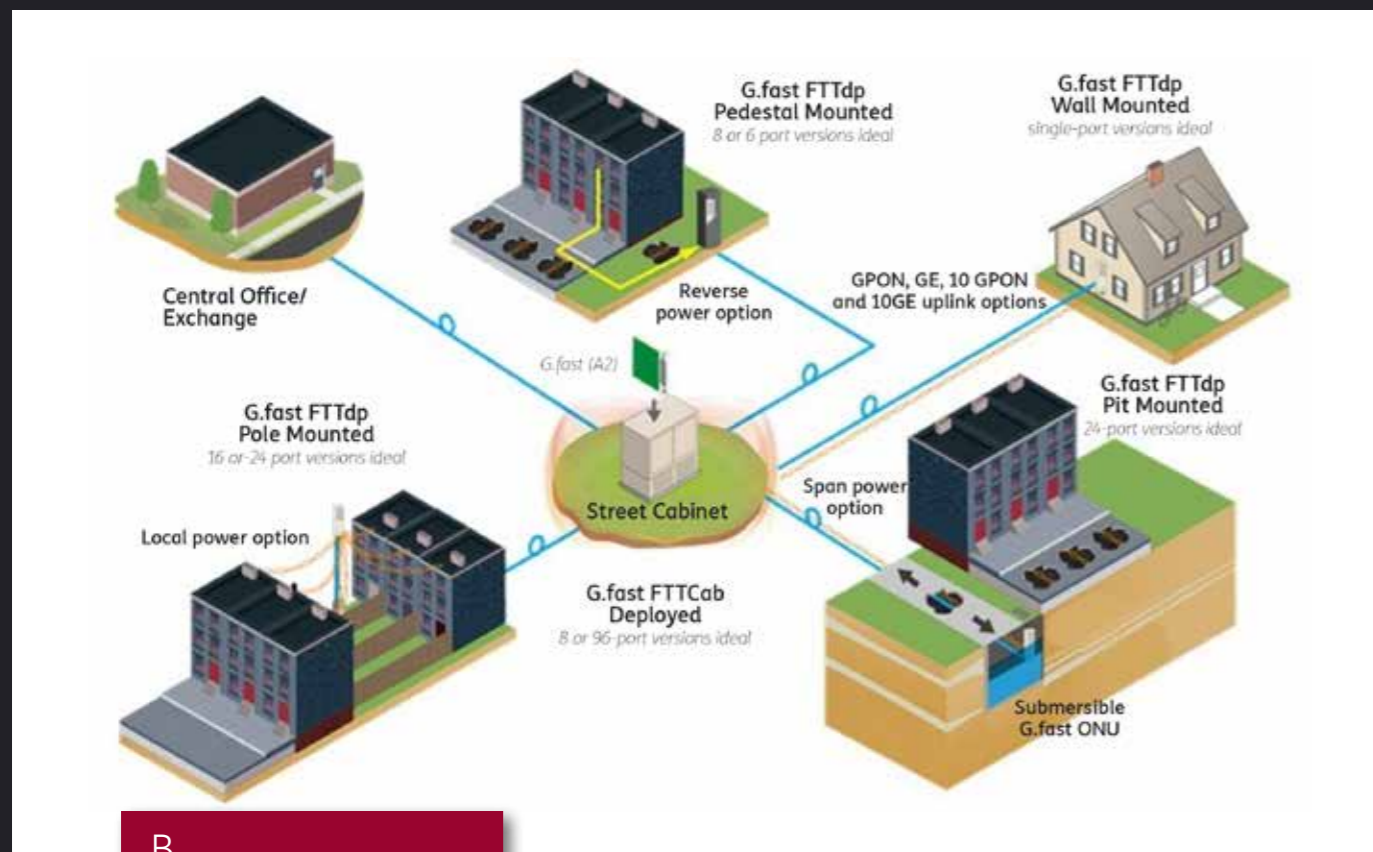 G.fast FTTdp
Pedestal Mounted
8 or 6 port versions ideal
G.fast FTTdp
Wall Mounted
single-port versions ideal
Central Office/
Exchange
Reverse
power option
GPON, GE, 10 GPON
and 10GE uplink options
G.fast (A2)
G.fast FTTdp
Pole Mounted
16 or 24 port versions ideal
G.fast FTTdp
Pit Mounted
24-port versions ideal
Local power option
Street Cabinet
Span power
option
G.fast FTTCab
Deployed
8 or 96-port versions ideal
Submersible
G.fast ONU
B